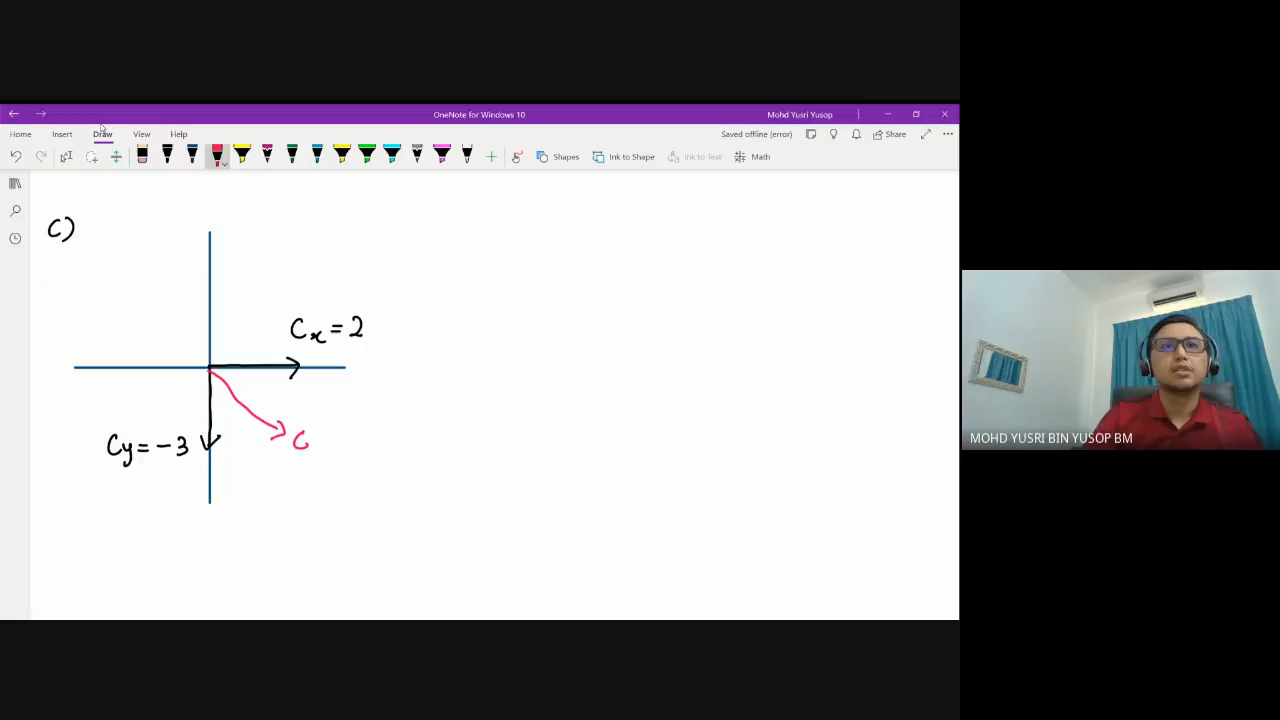 OneNote for Windows 10
Mohd Yusri Yusop
Home Insert Draw View Help
Saved offline (error)
Share
Shapes
Ink to Shape
Ink to Text
Math
C)
Cx = 2
Cy = -3
C
MOHD YUSRI BIN YUSOP BM